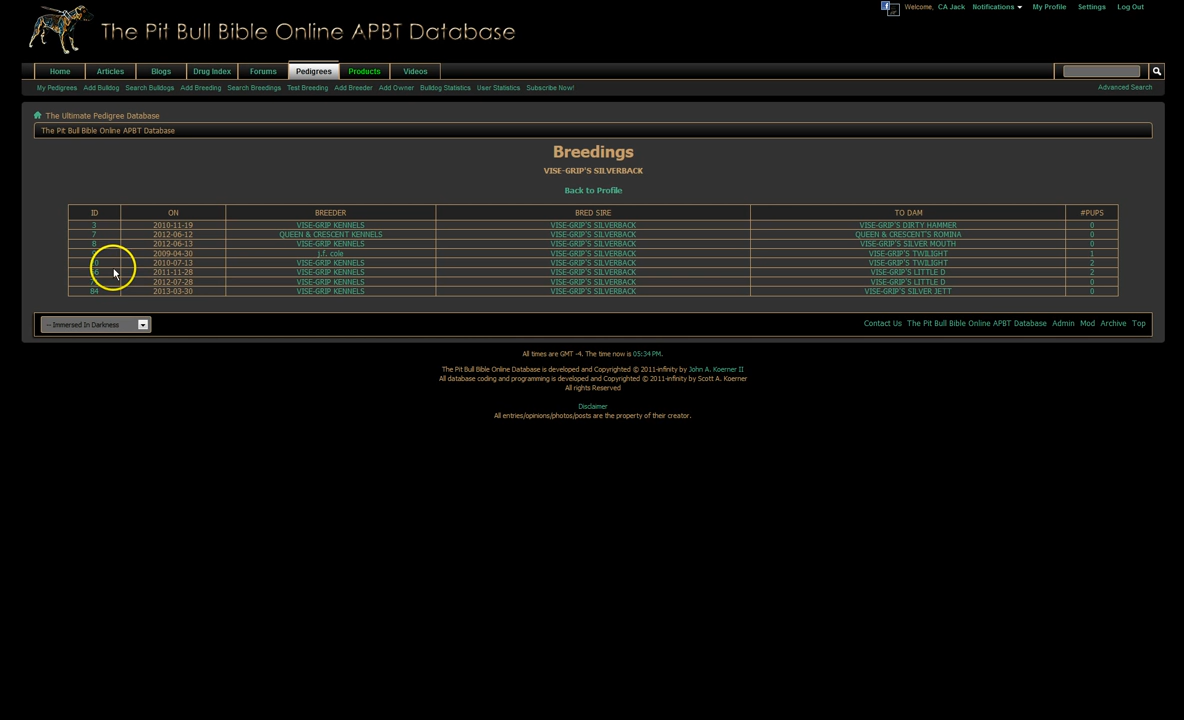 Welcome, CA Jack Notifications My Profile Settings Log Out
The Pit Bull Bible Online APBT Database
Home Articles Blogs Drug Index Forums Pedigrees Products Videos
My Pedigrees Add Bulldog Search Bulldogs Add Breeding Search Breedings Test Breeding Add Breeder Add Owner Bulldog Statistics User Statistics Subscribe Now! Advanced Search
The Ultimate Pedigree Database
The Pit Bull Bible Online APBT Database
Breedings
VISE-GRIP'S SILVERBACK
Back to Profile
ID ON BREEDER BRED SIRE TO DAM #PUPS
3 2010-11-19 VISE-GRIP KENNELS VISE-GRIP'S SILVERBACK VISE-GRIP'S DIRTY HAMMER 0
7 2012-06-12 QUEEN & CRESCENT KENNELS VISE-GRIP'S SILVERBACK QUEEN & CRESCENT'S ROMINA 0
8 2012-06-13 VISE-GRIP KENNELS VISE-GRIP'S SILVERBACK VISE-GRIP'S SILVER MOUTH 0
2009-04-30 j.f. cole VISE-GRIP'S SILVERBACK VISE-GRIP'S TWILIGHT 1
2010-07-13 VISE-GRIP KENNELS VISE-GRIP'S SILVERBACK VISE-GRIP'S TWILIGHT 2
2011-11-28 VISE-GRIP KENNELS VISE-GRIP'S SILVERBACK VISE-GRIP'S LITTLE D 2
2012-07-28 VISE-GRIP KENNELS VISE-GRIP'S SILVERBACK VISE-GRIP'S LITTLE D 0
84 2013-03-30 VISE-GRIP KENNELS VISE-GRIP'S SILVERBACK VISE-GRIP'S SILVER JETT 0
-- Immersed In Darkness Contact Us The Pit Bull Bible Online APBT Database Admin Mod Archive Top
All times are GMT -4. The time now is 05:34 PM.
The Pit Bull Bible Online Database is developed and Copyrighted © 2011-infinity by John A. Koerner II
All database coding and programming is developed and Copyrighted © 2011-infinity by Scott A. Koerner
All rights Reserved
Disclaimer
All entries/opinions/photos/posts are the property of their creator.